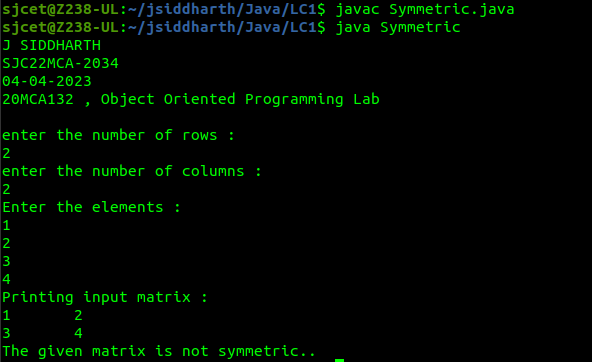 sjcet@Z238-UL:~/jsiddharth/Java/LC1$ javac Symmetric.java
sjcet@Z238-UL:~/jsiddharth/Java/LC1$ java Symmetric
J SIDDHARTH
SJC22MCA-2034
04-04-2023
20MCA132 , Object Oriented Programming Lab
enter the number of rows :
2
enter the number of columns :
2
Enter the elements :
1
2
3
4
Printing input matrix :
1 2
3 4
The given matrix is not symmetric..